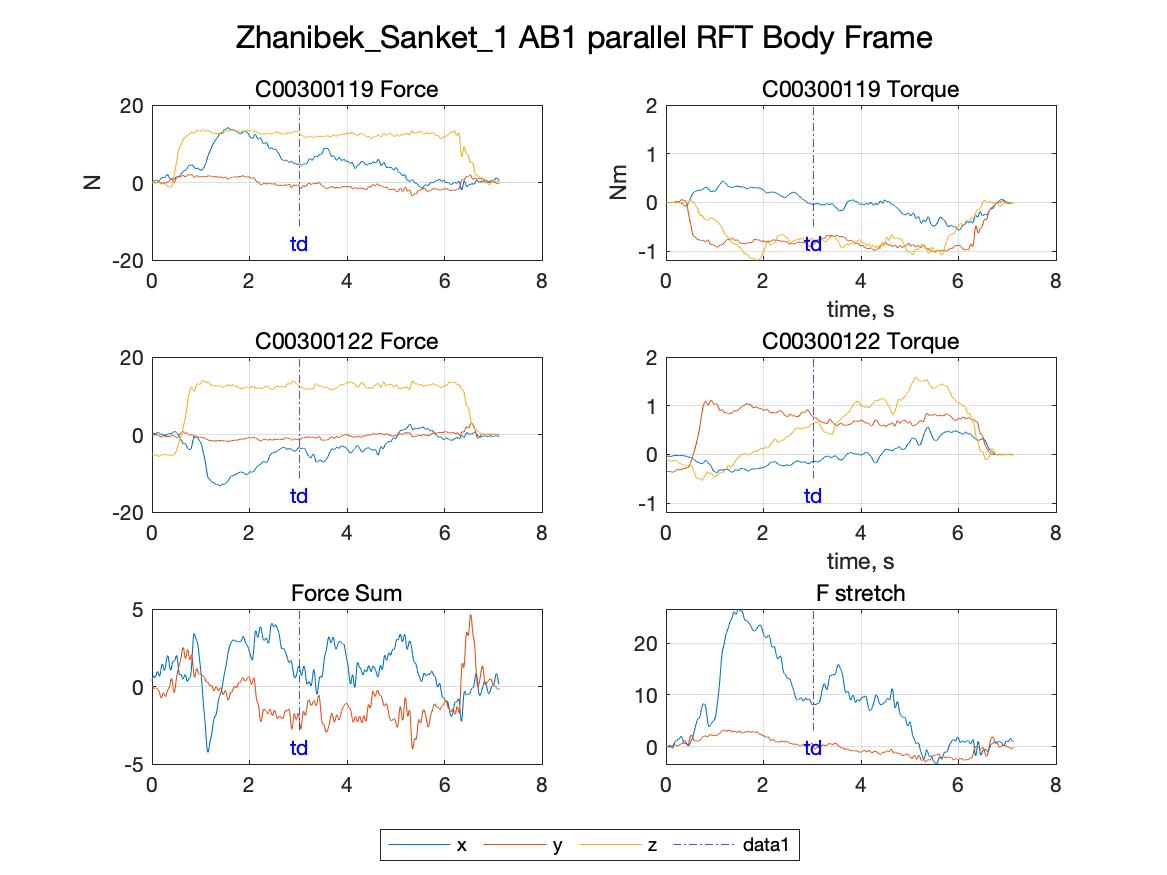 Zhanibek_Sanket_1 AB1 parallel RFT Body Frame
C00300119 Force
20
0
-20
N
td
0 2 4 6 8
C00300119 Torque
2
1
0
-1
Nm
td
0 2 4 6 8
time, s
C00300122 Force
20
0
-20
td
0 2 4 6 8
C00300122 Torque
2
1
0
-1
td
0 2 4 6 8
time, s
Force Sum
5
0
-5
td
0 2 4 6 8
F stretch
20
10
0
td
0 2 4 6 8
x y z data1